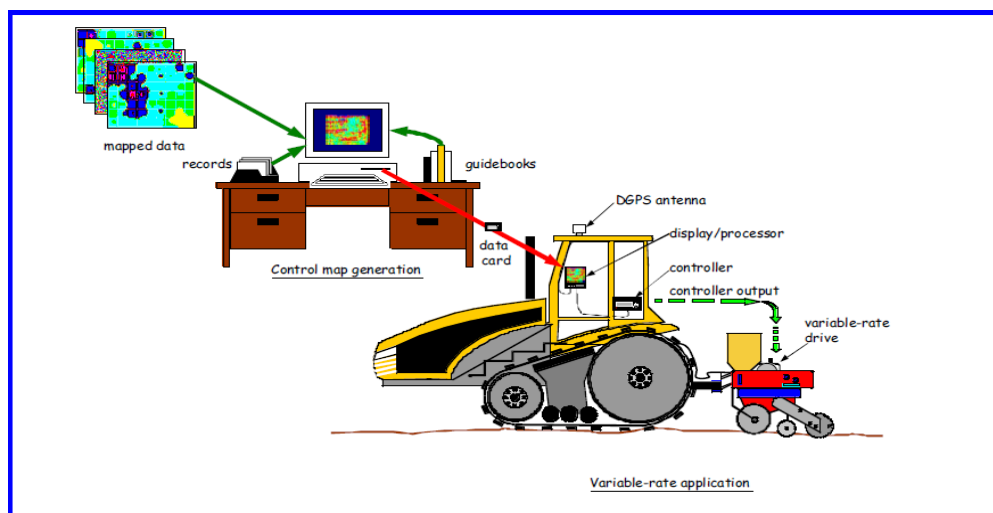 mapped data
records
guidebooks
Control map generation
data
card
DGPS antenna
display/processor
controller
controller output
variable-rate
drive
Variable-rate application